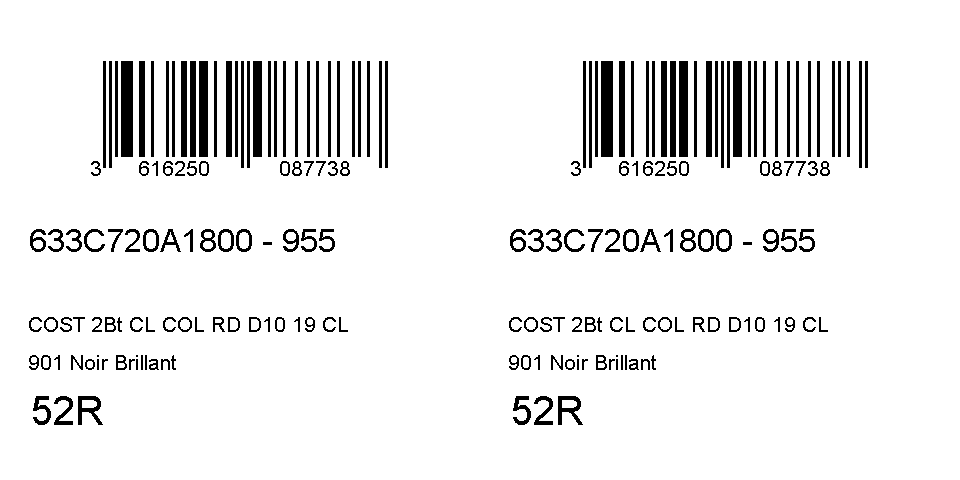 3 616250 087738
633C720A1800 - 955
COST 2Bt CL COL RD D10 19 CL
901 Noir Brillant
52R
3 616250 087738
633C720A1800 - 955
COST 2Bt CL COL RD D10 19 CL
901 Noir Brillant
52R